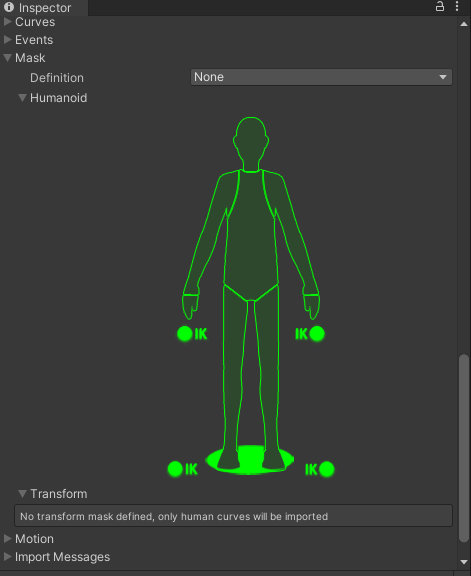 Inspector
Curves
Events
Mask
Definition None
Humanoid
IK IK
IK IK
Transform
No transform mask defined, only human curves will be imported
Motion
Import Messages